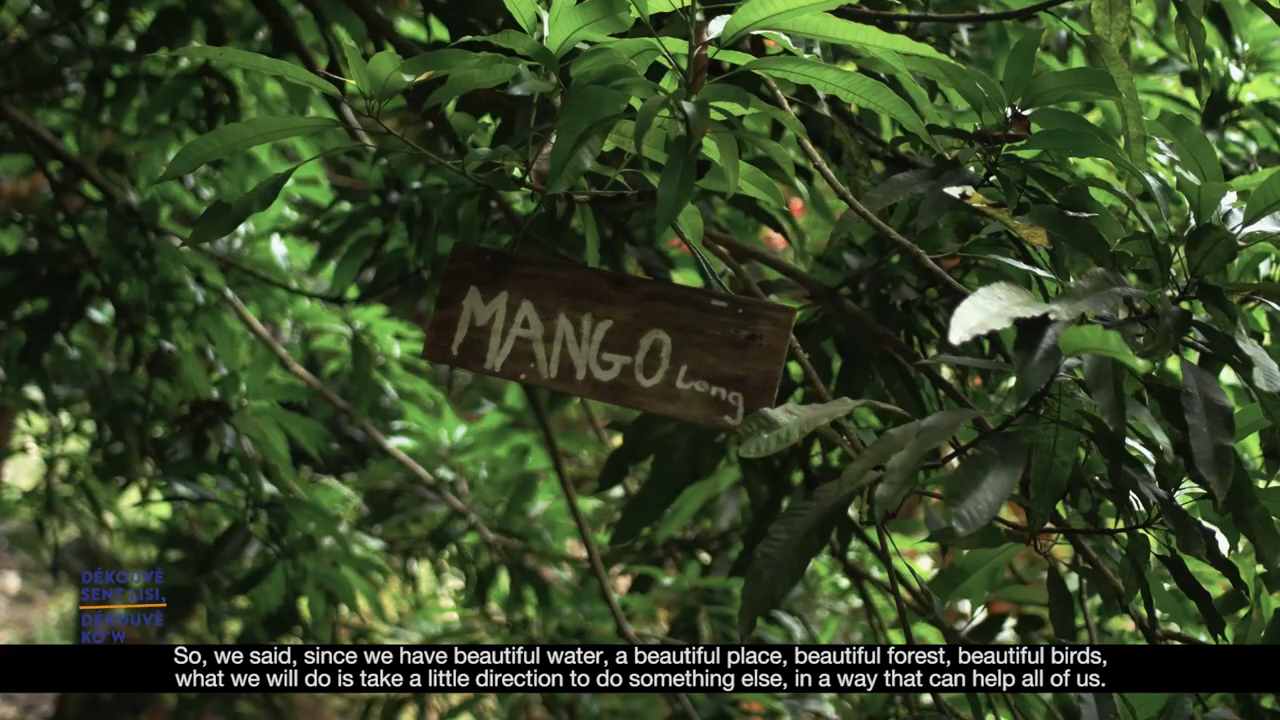 MANGO Long
DÉKOUVÈ
SENT LISI,
DÉKOUVÈ
KÒ'W
So, we said, since we have beautiful water, a beautiful place, beautiful forest, beautiful birds,
what we will do is take a little direction to do something else, in a way that can help all of us.